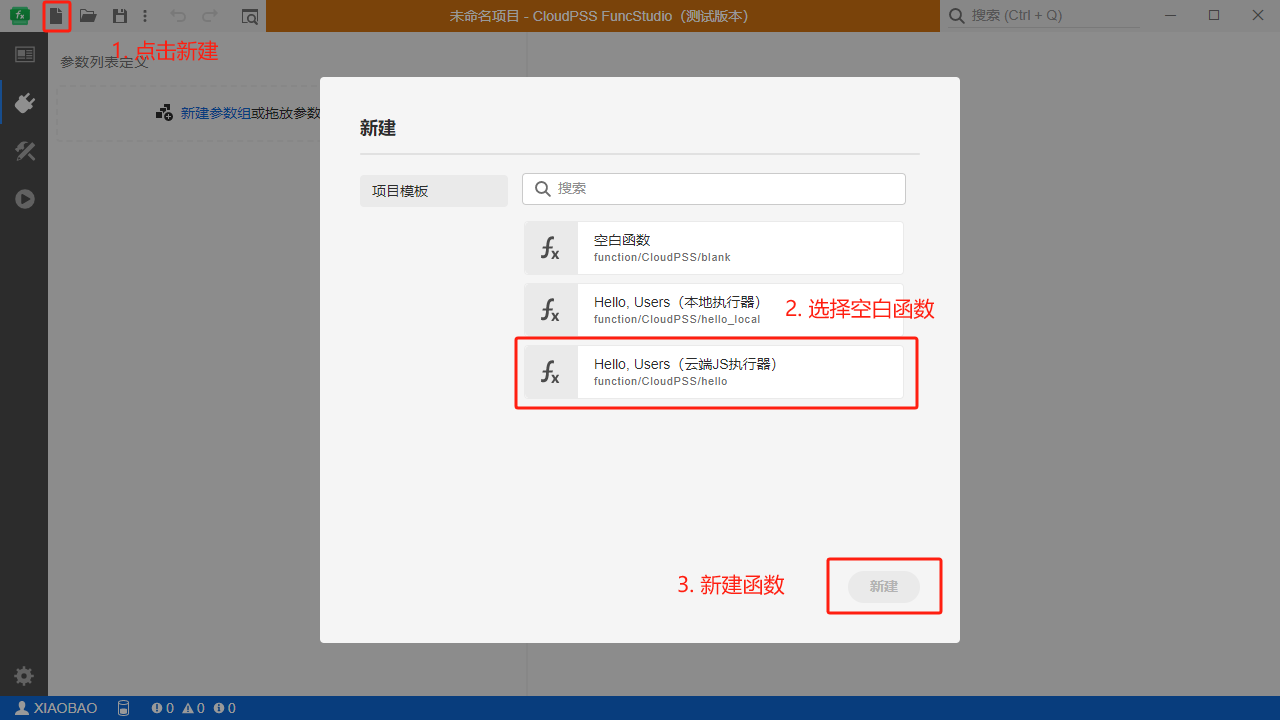 未命名项目 - CloudPSS FuncStudio（测试版本）
搜索 (Ctrl + Q)
1. 点击新建
参数列表定义
新建参数组或拖放参数
新建
项目模板
搜索
空白函数
function/CloudPSS/blank
Hello, Users（本地执行器）
function/CloudPSS/hello_local
2. 选择空白函数
Hello, Users（云端JS执行器）
function/CloudPSS/hello
3. 新建函数
新建
XIAOBAO
0
0
0